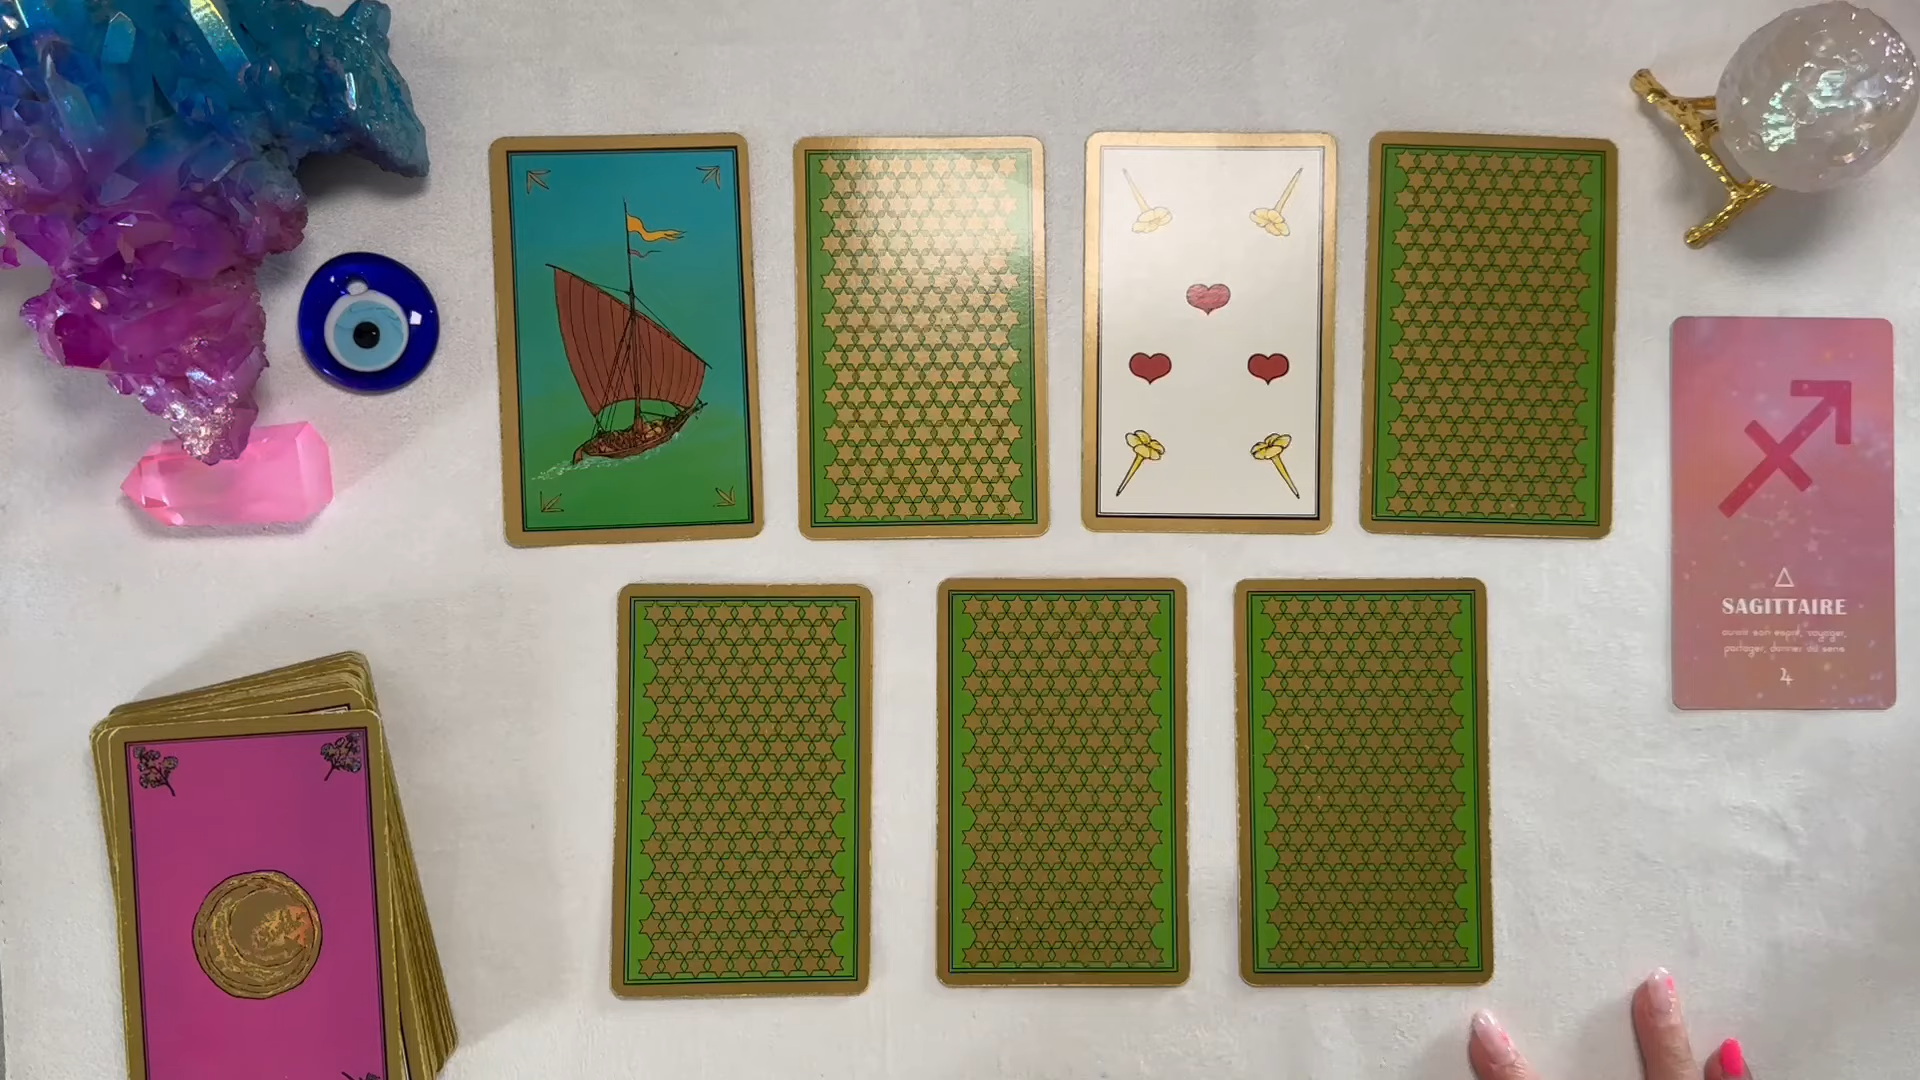 SAGITTAIRE
ouvrir son esprit, voyager,
partager, donner du sens